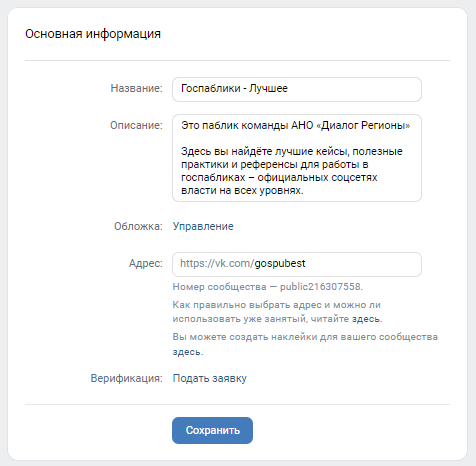 Основная информация
Название: Госпаблики - Лучшее
Описание: Это паблик команды АНО «Диалог Регионы»
Здесь вы найдёте лучшие кейсы, полезные
практики и референсы для работы в
госпабликах – официальных соцсетях
власти на всех уровнях.
Обложка: Управление
Адрес: https://vk.com/gospubest
Номер сообщества — public216307558.
Как правильно выбрать адрес и можно ли
использовать уже занятый, читайте здесь.
Вы можете создать наклейки для вашего сообщества
здесь.
Верификация: Подать заявку
Сохранить